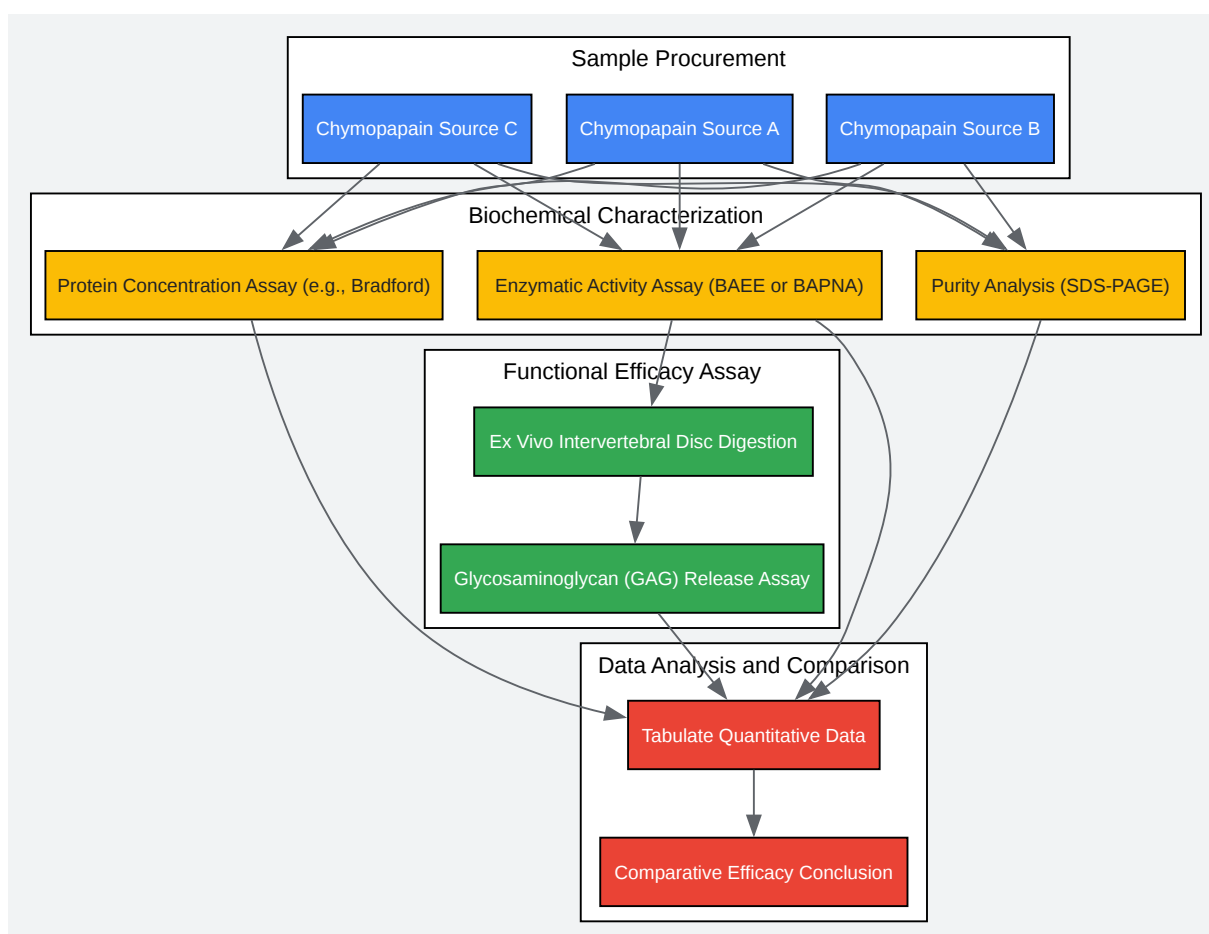 Sample Procurement
Chymopapain Source C
Chymopapain Source A
Chymopapain Source B
Biochemical Characterization
Protein Concentration Assay (e.g., Bradford)
Enzymatic Activity Assay (BAEE or BAPNA)
Purity Analysis (SDS-PAGE)
Functional Efficacy Assay
Ex Vivo Intervertebral Disc Digestion
Glycosaminoglycan (GAG) Release Assay
Data Analysis and Comparison
Tabulate Quantitative Data
Comparative Efficacy Conclusion